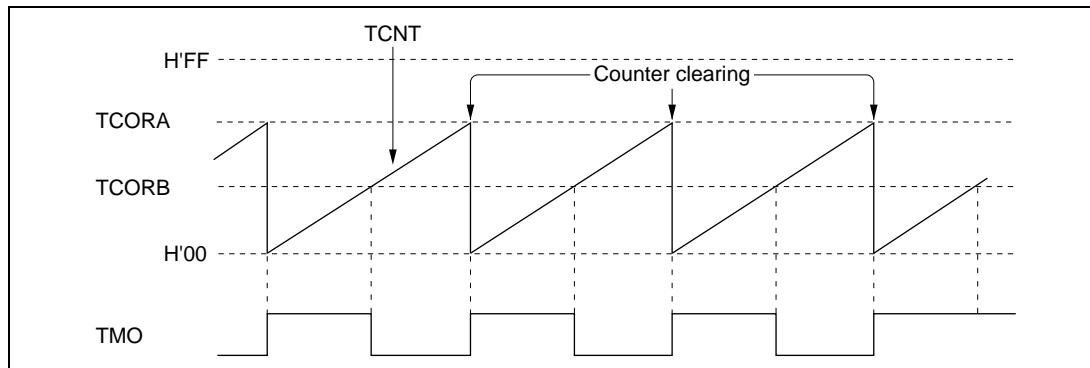 TCNT
H'FF
Counter clearing
TCORA
TCORB
H'00
TMO